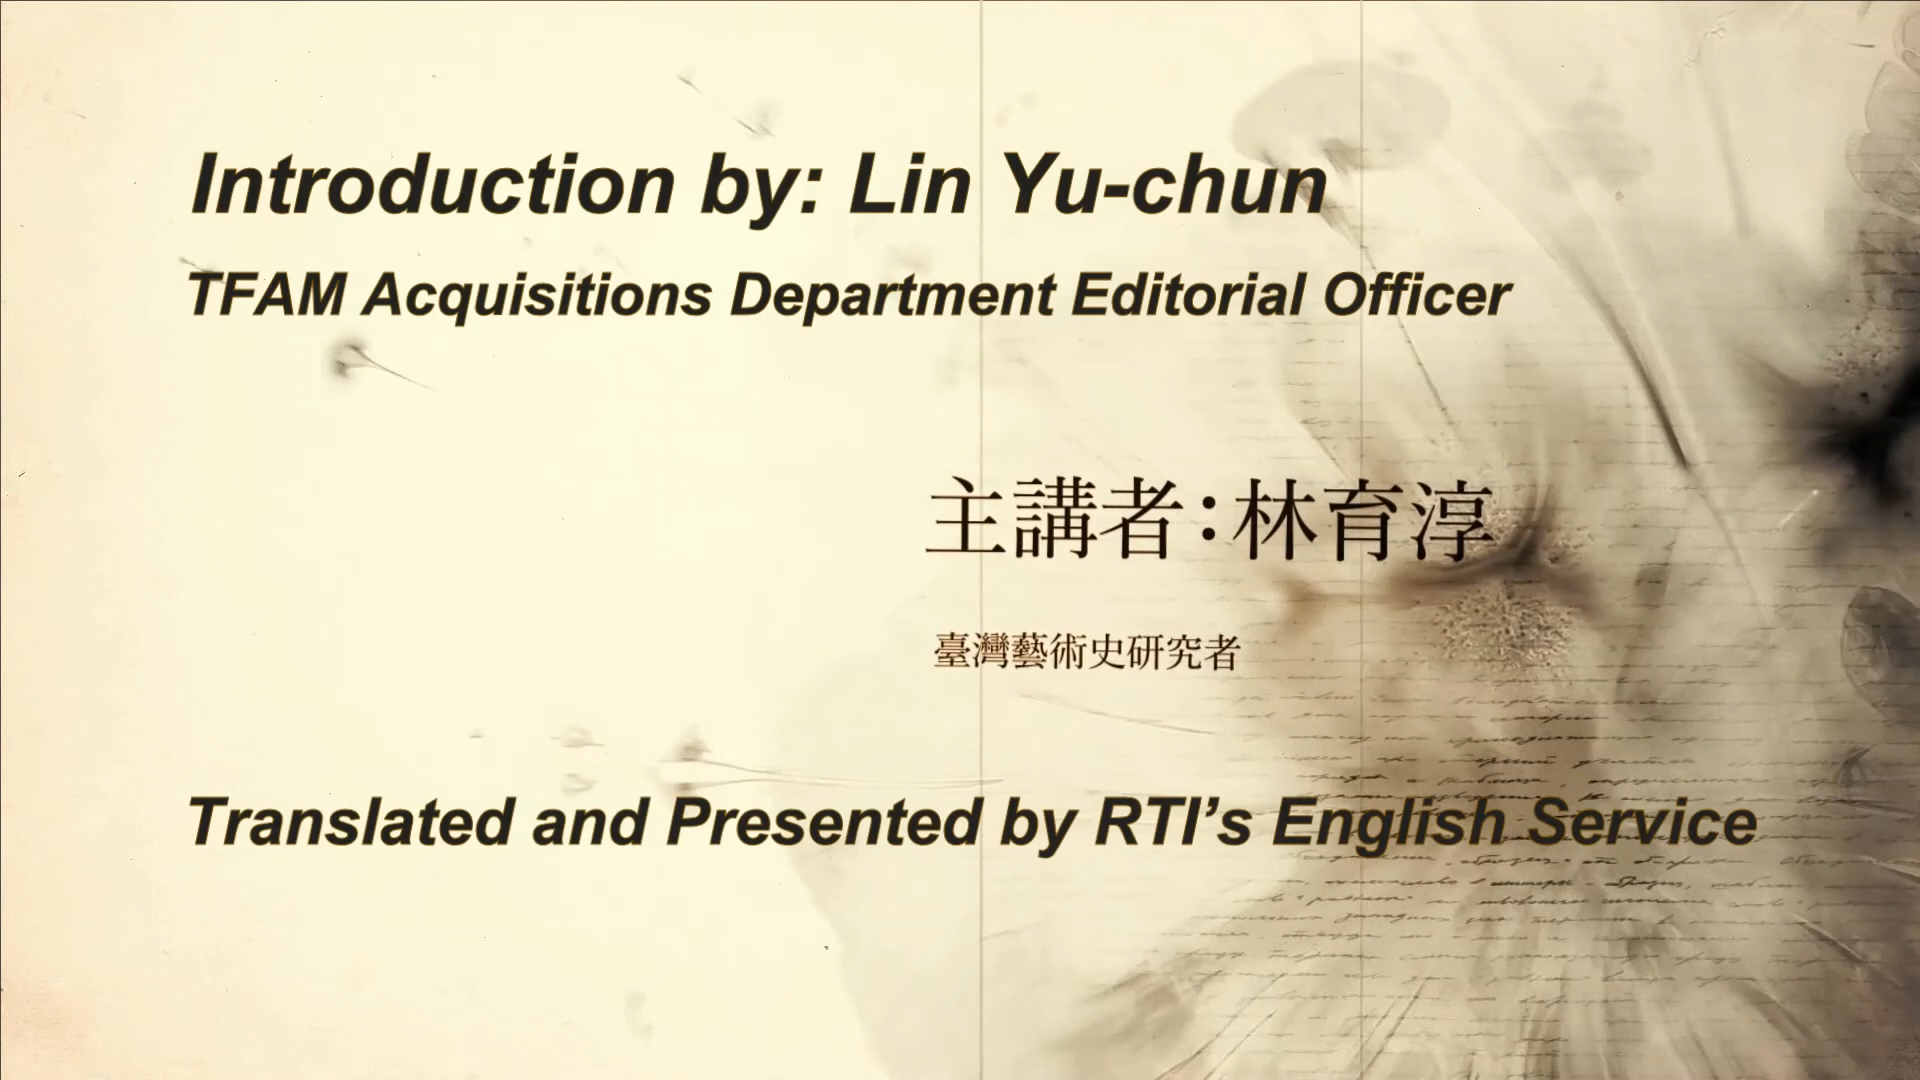 Introduction by: Lin Yu-chun
TFAM Acquisitions Department Editorial Officer
主講者：林育淳
臺灣藝術史研究者
Translated and Presented by RTI’s English Service